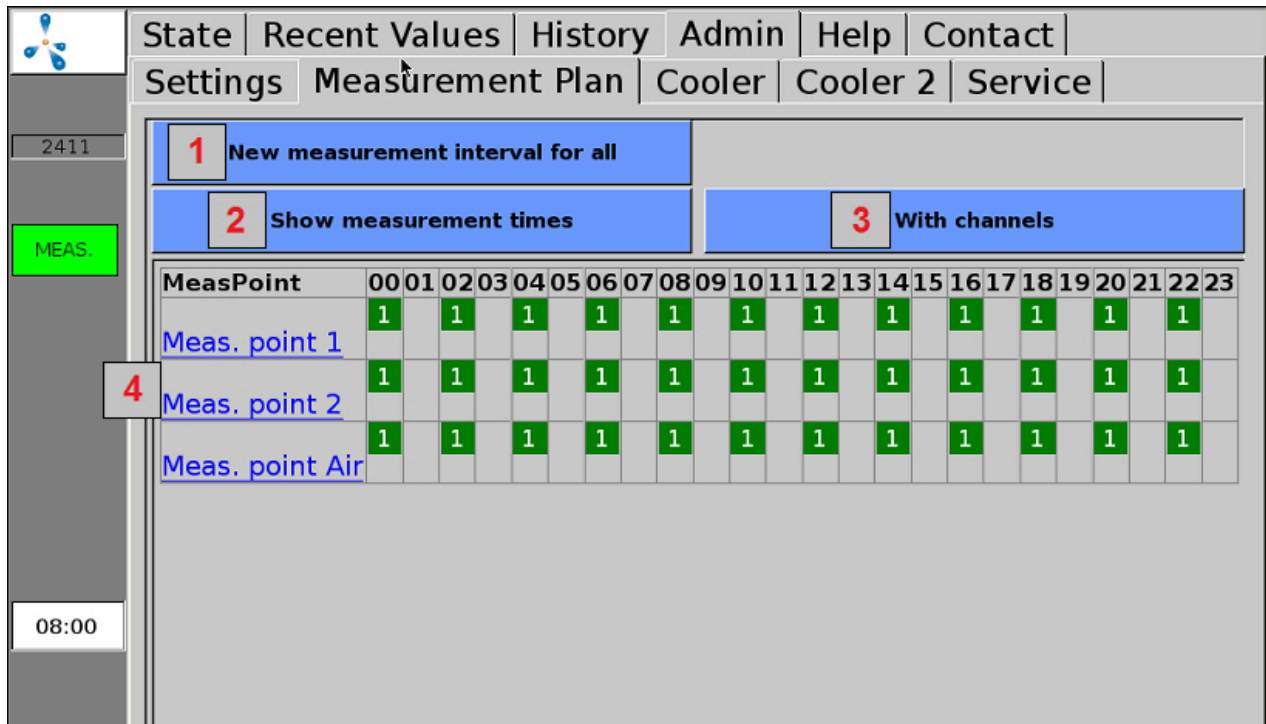 State Recent Values History Admin Help Contact
Settings Measurement Plan Cooler Cooler 2 Service
2411
1 New measurement interval for all
2 Show measurement times 3 With channels
MEAS.
MeasPoint 00 01 02 03 04 05 06 07 08 09 10 11 12 13 14 15 16 17 18 19 20 21 22 23
1 1 1 1 1 1 1 1 1 1 1 1
Meas. point 1
4
1 1 1 1 1 1 1 1 1 1 1 1
Meas. point 2
1 1 1 1 1 1 1 1 1 1 1 1
Meas. point Air
08:00